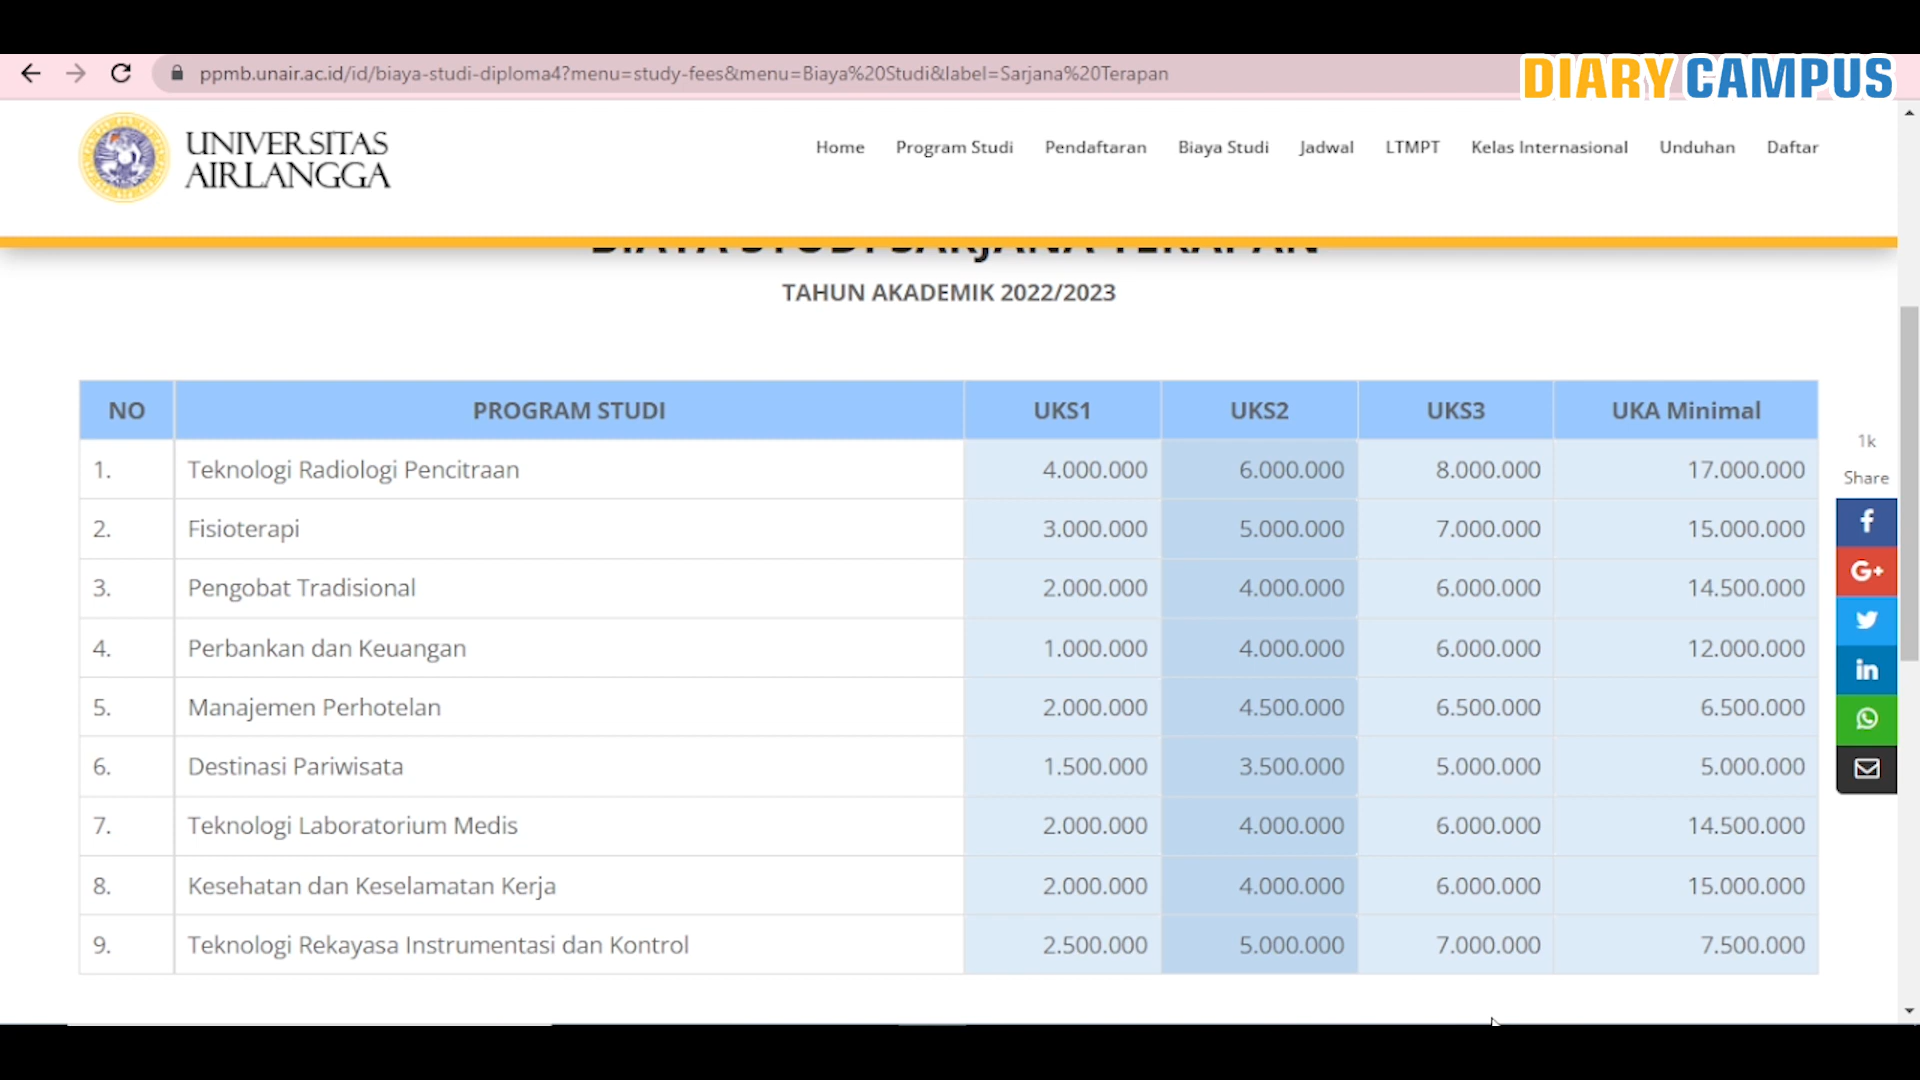 ppmb.unair.ac.id/id/biaya-studi-diploma4?menu=study-fees&menu=Biaya%20Studi&label=Sarjana%20Terapan
DIARY CAMPUS
UNIVERSITAS
AIRLANGGA
Home Program Studi Pendaftaran Biaya Studi Jadwal LTMPT Kelas Internasional Unduhan Daftar
BIAYA STUDI SARJANA TERAPAN
TAHUN AKADEMIK 2022/2023
NO PROGRAM STUDI UKS1 UKS2 UKS3 UKA Minimal
1. Teknologi Radiologi Pencitraan 4.000.000 6.000.000 8.000.000 17.000.000
2. Fisioterapi 3.000.000 5.000.000 7.000.000 15.000.000
3. Pengobat Tradisional 2.000.000 4.000.000 6.000.000 14.500.000
4. Perbankan dan Keuangan 1.000.000 4.000.000 6.000.000 12.000.000
5. Manajemen Perhotelan 2.000.000 4.500.000 6.500.000 6.500.000
6. Destinasi Pariwisata 1.500.000 3.500.000 5.000.000 5.000.000
7. Teknologi Laboratorium Medis 2.000.000 4.000.000 6.000.000 14.500.000
8. Kesehatan dan Keselamatan Kerja 2.000.000 4.000.000 6.000.000 15.000.000
9. Teknologi Rekayasa Instrumentasi dan Kontrol 2.500.000 5.000.000 7.000.000 7.500.000
1k
Share
f
G+
in